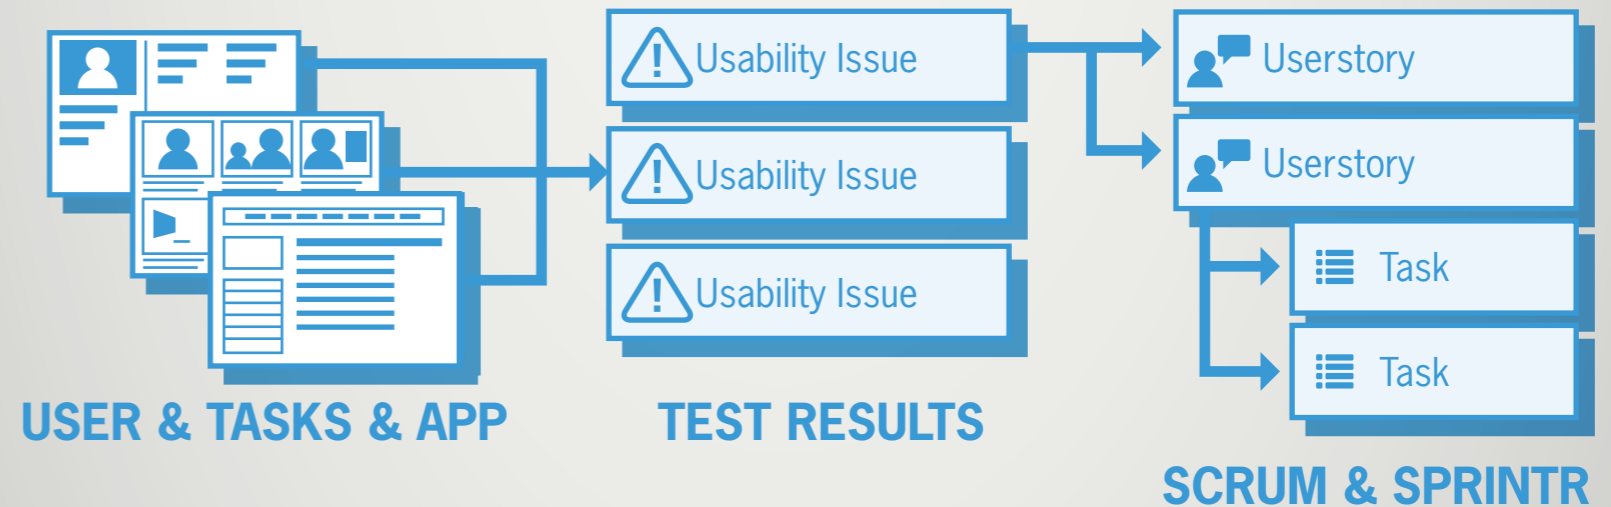 Usability Issue
Usability Issue
Usability Issue
Userstory
Userstory
Task
Task
USER & TASKS & APP
TEST RESULTS
SCRUM & SPRINTR